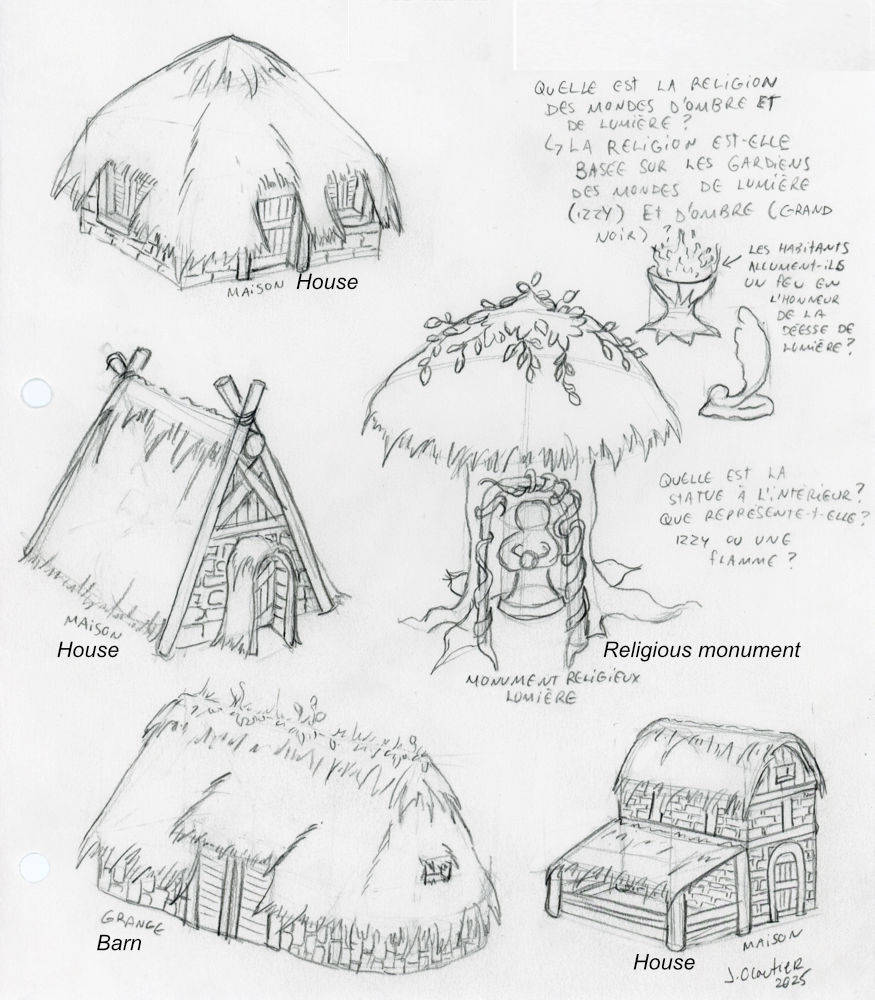 QUELLE EST LA RELIGION
DES MONDES D'OMBRE ET
DE LUMIÈRE ?
↳ LA RELIGION EST-ELLE
BASÉE SUR LES GARDIENS
DES MONDES DE LUMIÈRE
(IZZY) ET D'OMBRE (GRAND
NOIR) ?
← LES HABITANTS
ALLUMENT-ILS
UN FEU EN
L'HONNEUR
DE LA
DÉESSE DE
LUMIÈRE ?
MAISON House
QUELLE EST LA
STATUE À L'INTÉRIEUR ?
QUE REPRÉSENTE-T-ELLE ?
IZZY OU UNE
FLAMME ?
MAISON
House
Religious monument
MONUMENT RELIGIEUX
LUMIÈRE
GRANGE
Barn
MAISON
House
J. Cloutier
2025